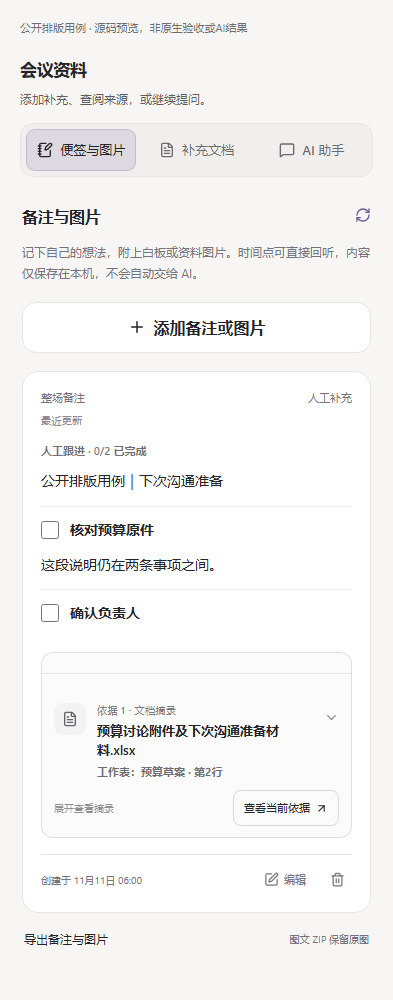 公开排版用例 · 源码预览，非原生验收或AI结果
会议资料
添加补充、查阅来源，或继续提问。
便签与图片
补充文档
AI 助手
备注与图片
记下自己的想法，附上白板或资料图片。时间点可直接回听，内容
仅保存在本机，不会自动交给 AI。
添加备注或图片
整场备注
人工补充
最近更新
人工跟进 · 0/2 已完成
公开排版用例｜下次沟通准备
核对预算原件
这段说明仍在两条事项之间。
确认负责人
依据 1 · 文档摘录
预算讨论附件及下次沟通准备材
料.xlsx
工作表：预算草案 · 第2行
展开查看摘录
查看当前依据
创建于 11月11日 06:00
编辑
导出备注与图片
图文 ZIP 保留原图